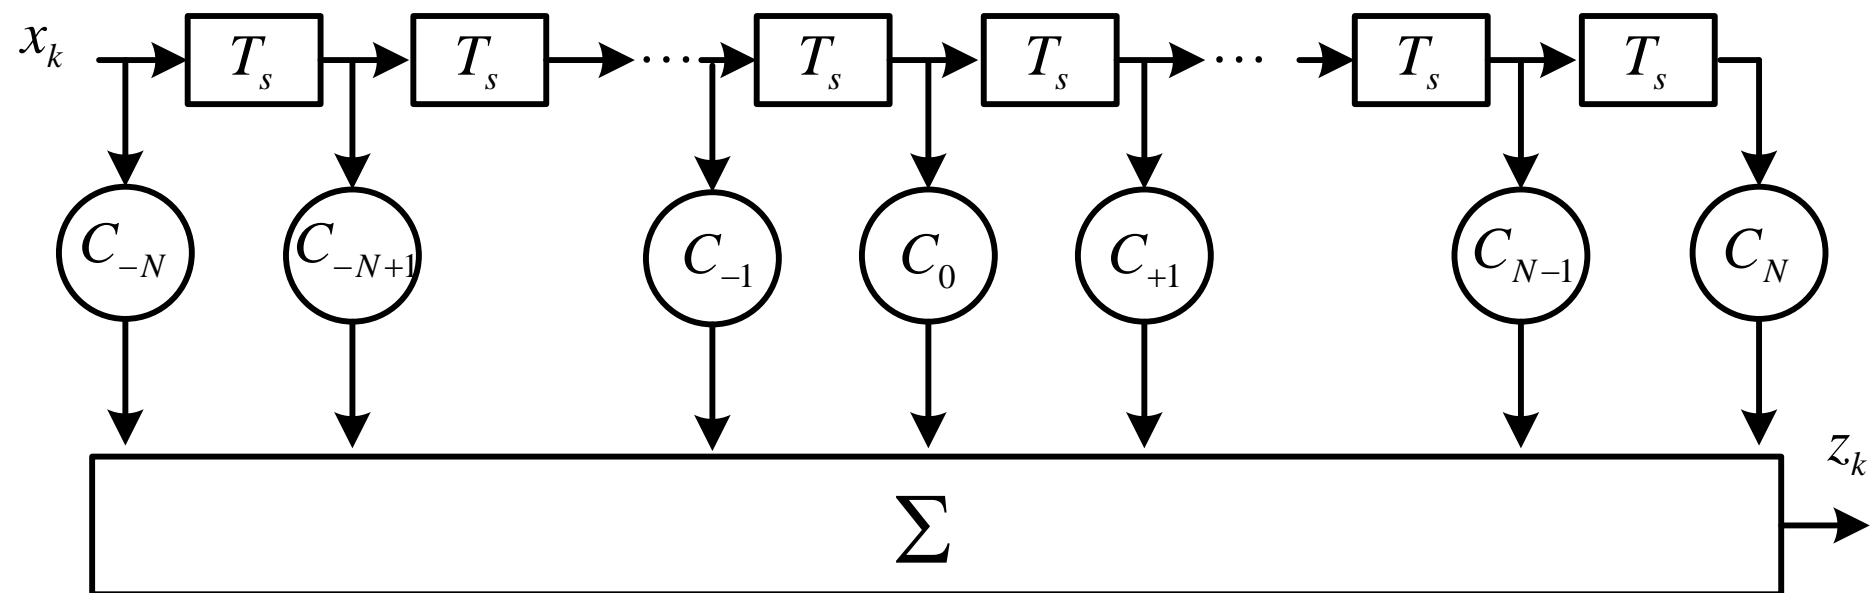 x_k T_s T_s ... T_s T_s ... T_s T_s
C_{-N} C_{-N+1} C_{-1} C_0 C_{+1} C_{N-1} C_N
z_k
Σ